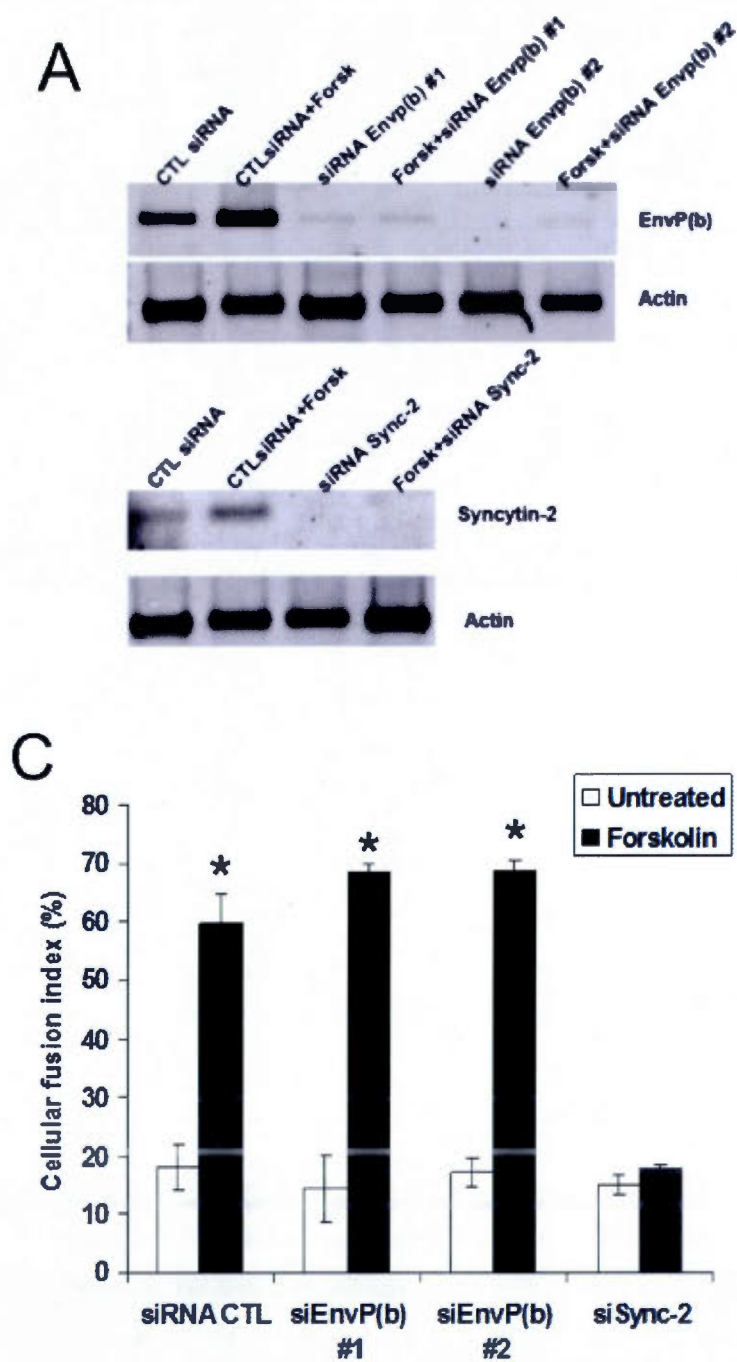 A
CTL siRNA
CTLsiRNA+Forsk
siRNA Envp(b) #1
Forsk+siRNA Envp(b) #1
siRNA Envp(b) #2
Forsk+siRNA Envp(b) #2
EnvP(b)
Actin
CTL siRNA
CTLsiRNA+Forsk
siRNA Sync-2
Forsk+siRNA Sync-2
Syncytin-2
Actin
C
Untreated
Forskolin
Cellular fusion index (%)
80
70
60
50
40
30
20
10
0
* * *
siRNA CTL siEnvP(b) #1 siEnvP(b) #2 siSync-2